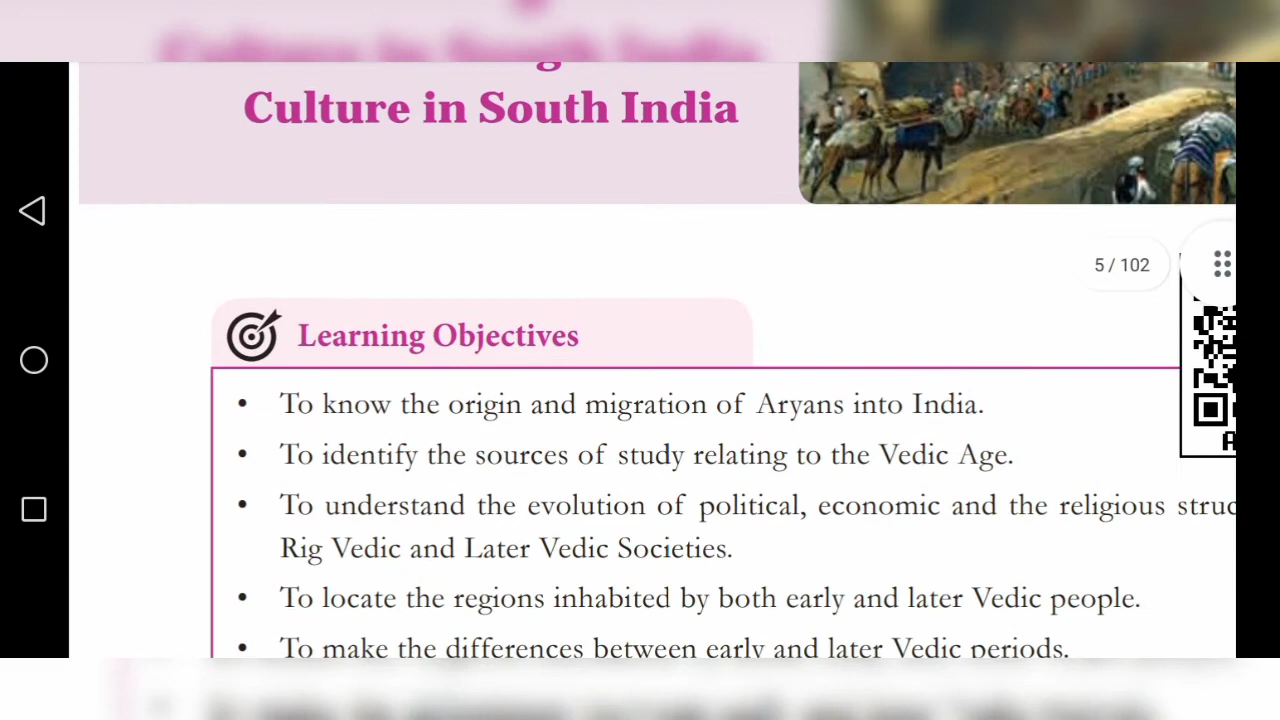 Culture in South India
5 / 102
Learning Objectives
• To know the origin and migration of Aryans into India.
• To identify the sources of study relating to the Vedic Age.
• To understand the evolution of political, economic and the religious struc
Rig Vedic and Later Vedic Societies.
• To locate the regions inhabited by both early and later Vedic people.
• To make the differences between early and later Vedic periods.